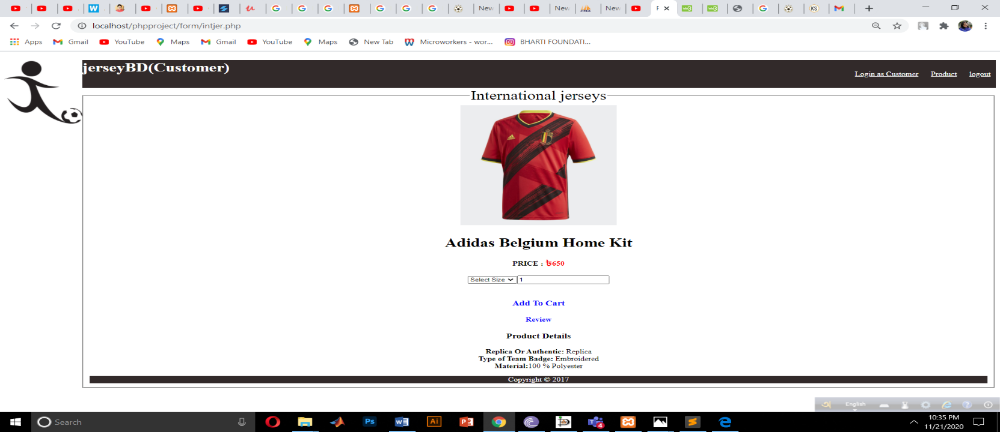 New
New
New
localhost/phpproject/form/intjer.php
Apps Gmail YouTube Maps Gmail YouTube Maps New Tab Microworkers - wor... BHARTI FOUNDATI...
jerseyBD(Customer)
Login as Customer Product logout
International jerseys
Adidas Belgium Home Kit
PRICE : ৳650
Select Size 1
Add To Cart
Review
Product Details
Replica Or Authentic: Replica
Type of Team Badge: Embroidered
Material:100 % Polyester
Copyright © 2017
English
Search
10:35 PM
11/21/2020